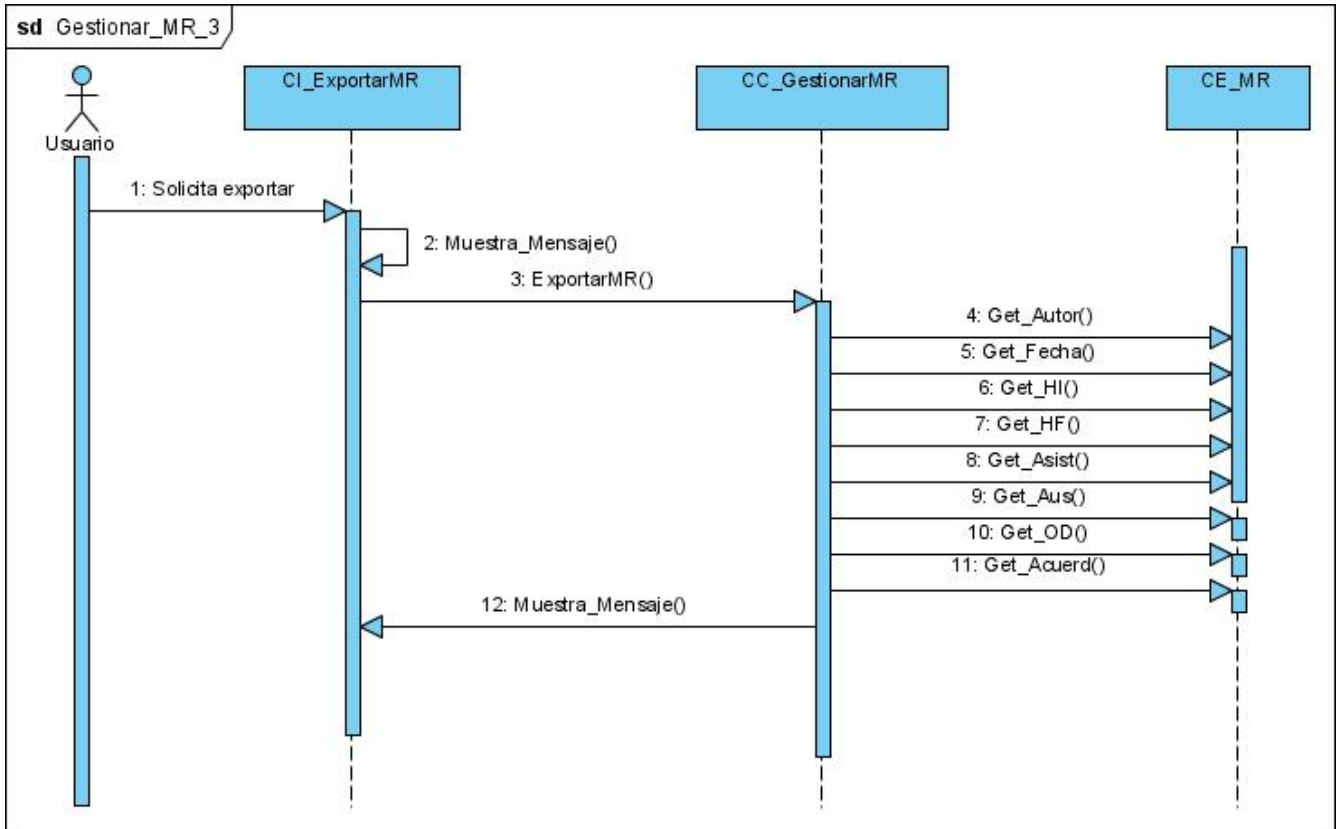 sd Gestionar_MR_3
CI_ExportarMR
CC_GestionarMR
CE_MR
Usuario
1: Solicita exportar
2: Muestra_Mensaje()
3: ExportarMR()
4: Get_Autor()
5: Get_Fecha()
6: Get_HI()
7: Get_HF()
8: Get_Asist()
9: Get_Aus()
10: Get_OD()
11: Get_Acuerd()
12: Muestra_Mensaje()